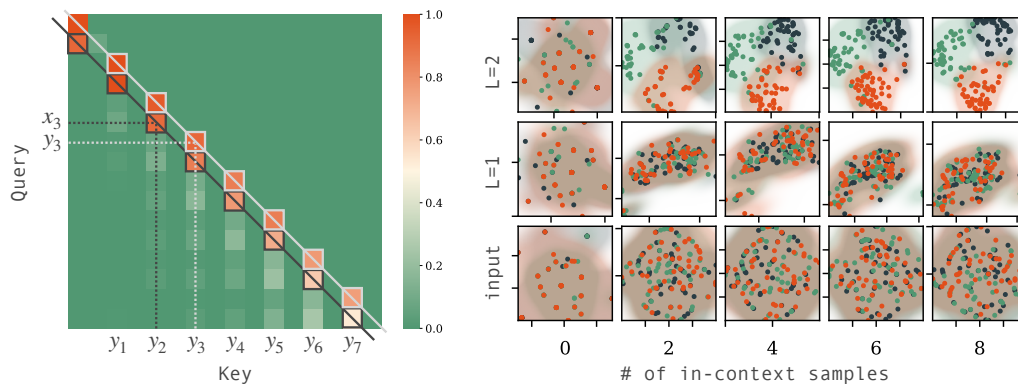 1.0
0.8
0.6
0.4
0.2
0.0
x₃
y₃
Query
y₁ y₂ y₃ y₄ y₅ y₆ y₇
Key
L=2
L=1
input
0 2 4 6 8
# of in-context samples